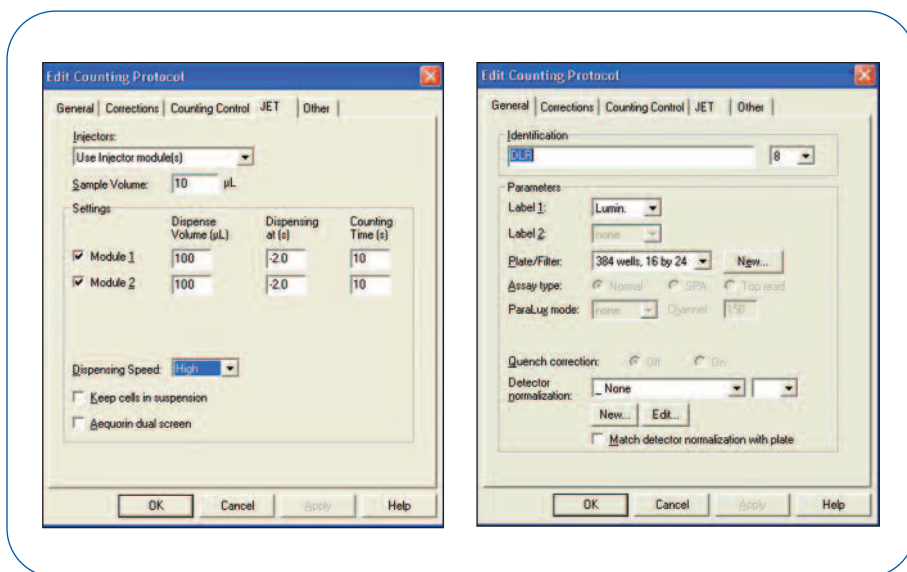 Edit Counting Protocol
General Corrections Counting Control JET Other
Injectors:
Use Injector module(s)
Sample Volume: 10 µL
Settings
Dispense Volume (µL) Dispensing at (s) Counting Time (s)
Module 1 100 -2.0 10
Module 2 100 -2.0 10
Dispensing Speed: High
Keep cells in suspension
Aequorin dual screen
OK Cancel Apply Help
Edit Counting Protocol
General Corrections Counting Control JET Other
Identification
DLR 8
Parameters
Label 1: Lumin.
Label 2: none
Plate/Filter: 384 wells, 16 by 24 New...
Assay type: Normal SPA Top read
ParaLux mode: none Channel 150
Quench correction: Off On
Detector normalization: _ None
New... Edit...
Match detector normalization with plate
OK Cancel Apply Help